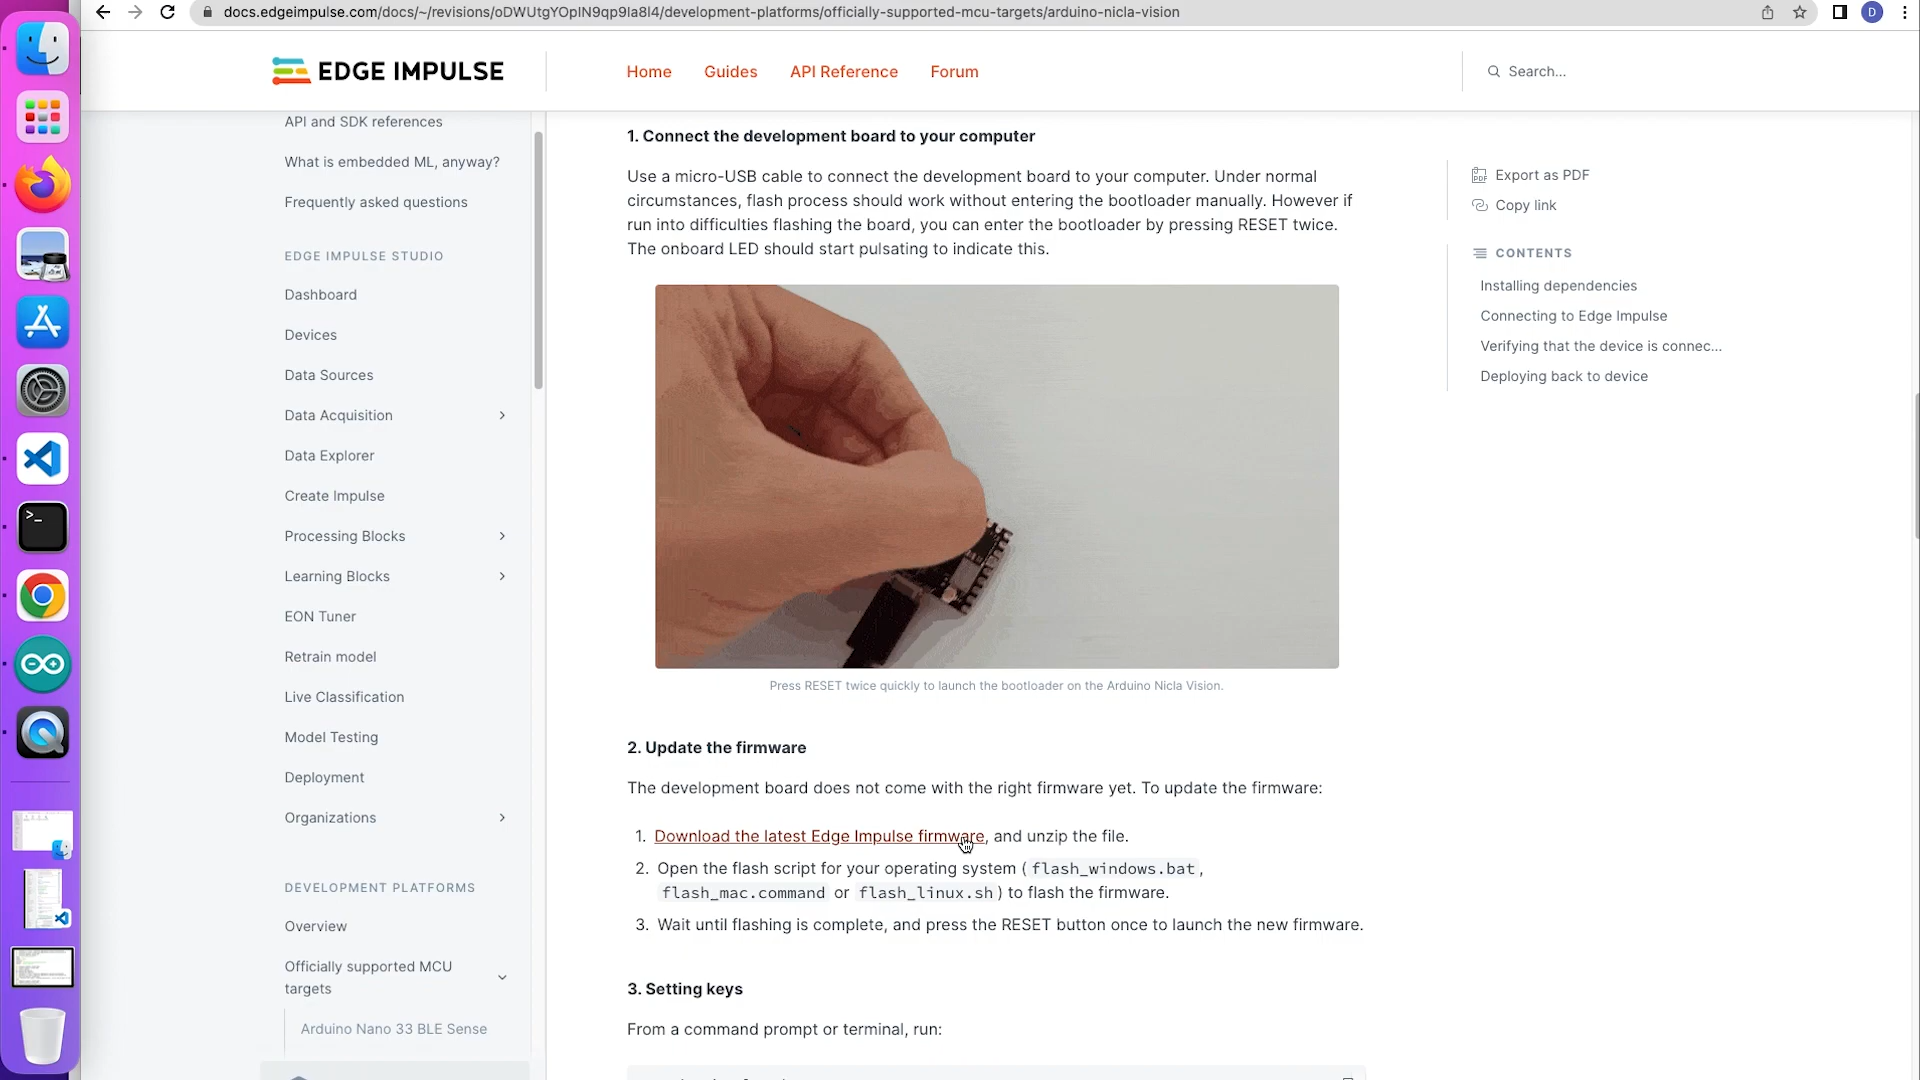 docs.edgeimpulse.com/docs/~/revisions/oDWUtgYOpIN9qp9la8l4/development-platforms/officially-supported-mcu-targets/arduino-nicla-vision
D
EDGE IMPULSE
Home
Guides
API Reference
Forum
Search...
API and SDK references
What is embedded ML, anyway?
Frequently asked questions
EDGE IMPULSE STUDIO
Dashboard
Devices
Data Sources
Data Acquisition
Data Explorer
Create Impulse
Processing Blocks
Learning Blocks
EON Tuner
Retrain model
Live Classification
Model Testing
Deployment
Organizations
DEVELOPMENT PLATFORMS
Overview
Officially supported MCU
targets
Arduino Nano 33 BLE Sense
1. Connect the development board to your computer
Use a micro-USB cable to connect the development board to your computer. Under normal
circumstances, flash process should work without entering the bootloader manually. However if
run into difficulties flashing the board, you can enter the bootloader by pressing RESET twice.
The onboard LED should start pulsating to indicate this.
Press RESET twice quickly to launch the bootloader on the Arduino Nicla Vision.
2. Update the firmware
The development board does not come with the right firmware yet. To update the firmware:
1. Download the latest Edge Impulse firmware, and unzip the file.
2. Open the flash script for your operating system (flash_windows.bat,
flash_mac.command or flash_linux.sh) to flash the firmware.
3. Wait until flashing is complete, and press the RESET button once to launch the new firmware.
3. Setting keys
From a command prompt or terminal, run:
Export as PDF
Copy link
CONTENTS
Installing dependencies
Connecting to Edge Impulse
Verifying that the device is connec...
Deploying back to device